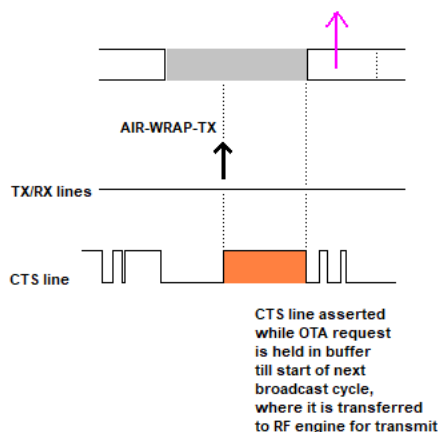 AIR-WRAP-TX
TX/RX lines
CTS line
CTS line asserted
while OTA request
is held in buffer
till start of next
broadcast cycle,
where it is transferred
to RF engine for transmit